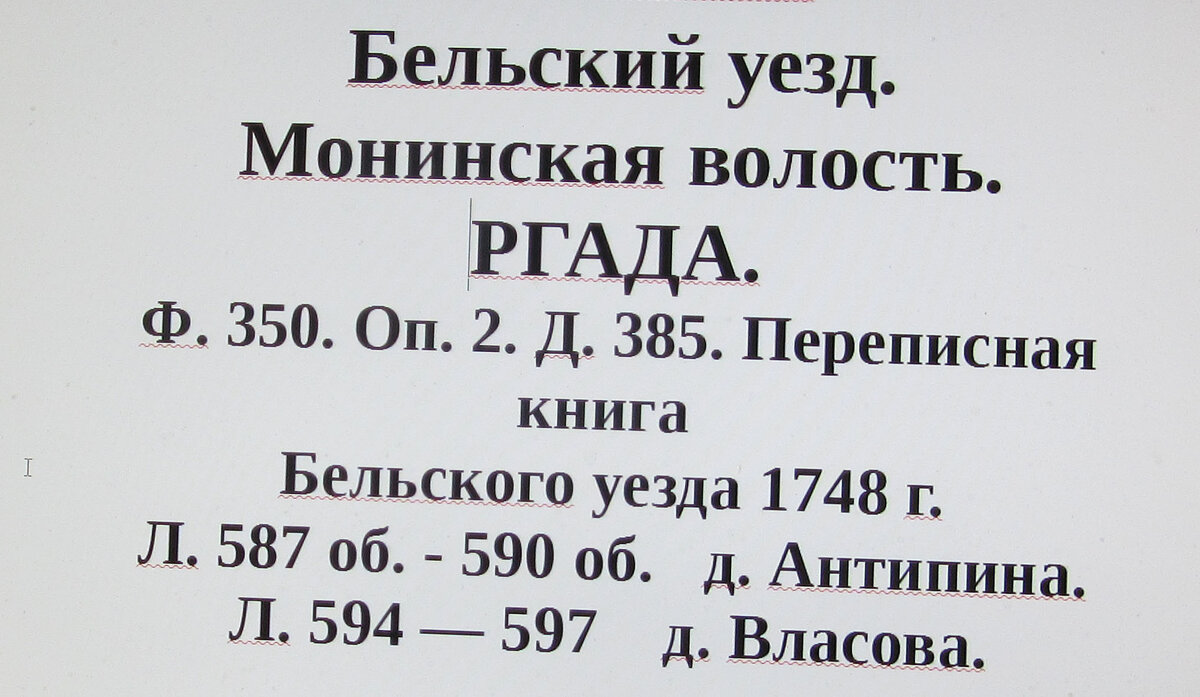 Бельский уезд.
Монинская волость.
РГАДА.
Ф. 350. Оп. 2. Д. 385. Переписная
книга
Бельского уезда 1748 г.
Л. 587 об. - 590 об. д. Антипина.
Л. 594 — 597 д. Власова.